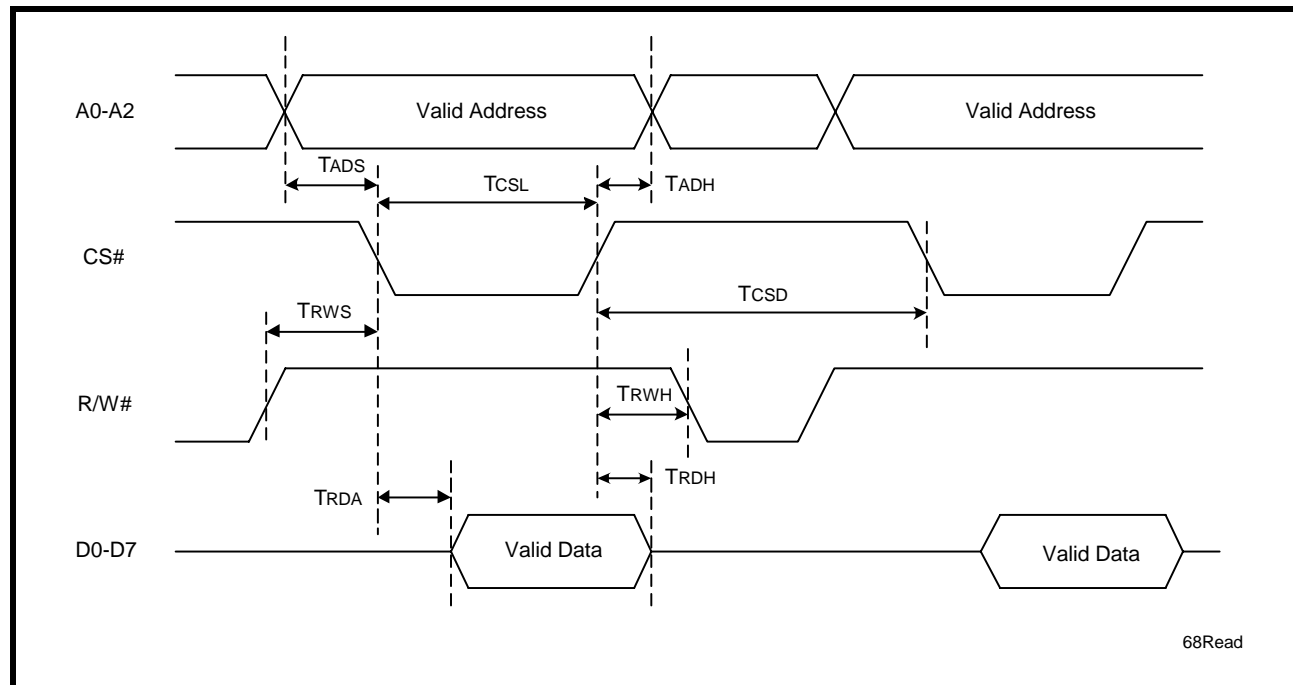 A0-A2
Valid Address
Valid Address
TADS
TCSL
TADH
CS#
TCSD
TRWS
R/W#
TRWH
TRDH
TRDA
D0-D7
Valid Data
Valid Data
68Read